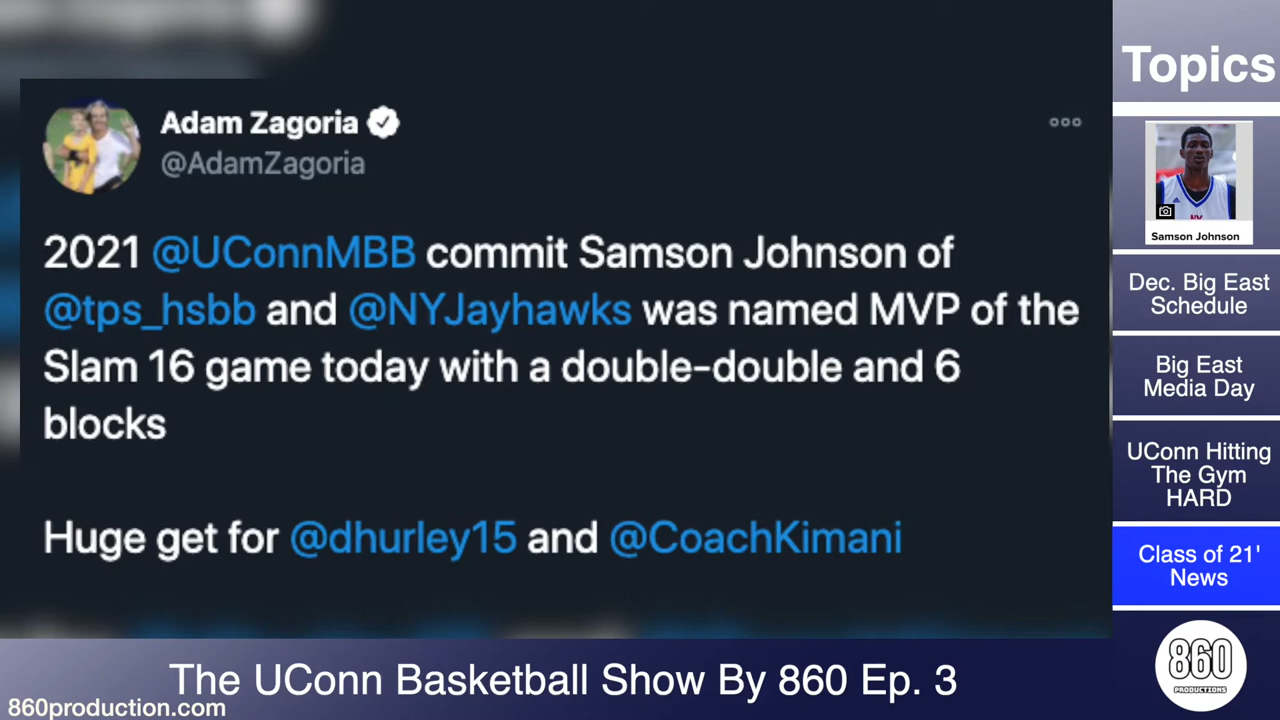 Adam Zagoria
@AdamZagoria
2021 @UConnMBB commit Samson Johnson of
@tps_hsbb and @NYJayhawks was named MVP of the
Slam 16 game today with a double-double and 6
blocks
Huge get for @dhurley15 and @CoachKimani
Topics
NY
Samson Johnson
Dec. Big East
Schedule
Big East
Media Day
UConn Hitting
The Gym
HARD
Class of 21'
News
860
PRODUCTIONS
The UConn Basketball Show By 860 Ep. 3
860production.com